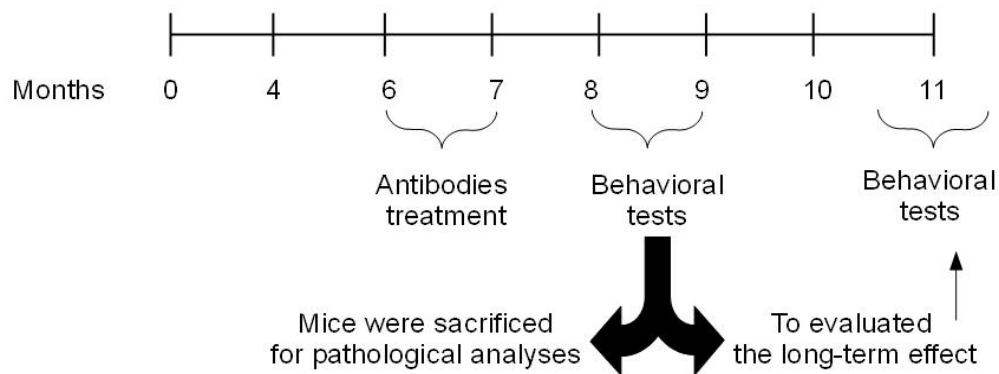 Months 0 4 6 7 8 9 10 11
Antibodies
treatment
Behavioral
tests
Behavioral
tests
Mice were sacrificed
for pathological analyses
To evaluated
the long-term effect